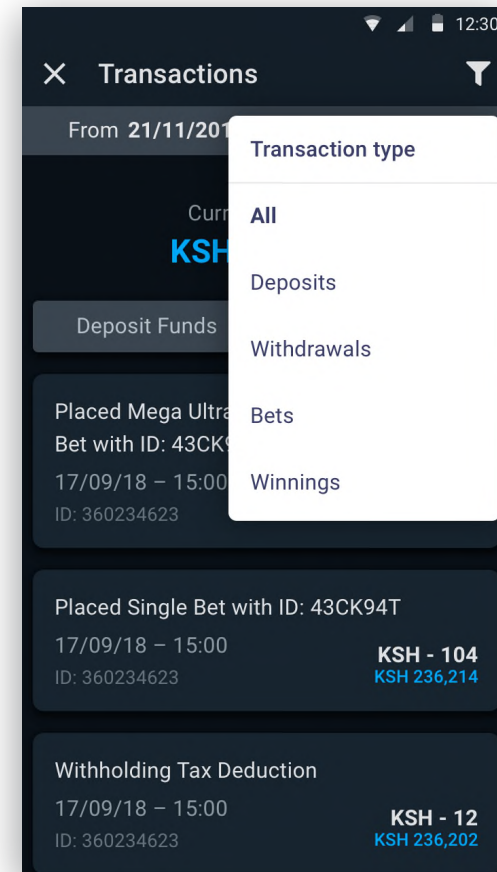 12:30
Transactions
From 21/11/201
Transaction type
All
Deposits
Withdrawals
Bets
Winnings
Curr
KSH
Deposit Funds
Placed Mega Ultra
Bet with ID: 43CK9
17/09/18 – 15:00
ID: 360234623
Placed Single Bet with ID: 43CK94T
17/09/18 – 15:00
KSH - 104
ID: 360234623
KSH 236,214
Withholding Tax Deduction
17/09/18 – 15:00
KSH - 12
ID: 360234623
KSH 236,202